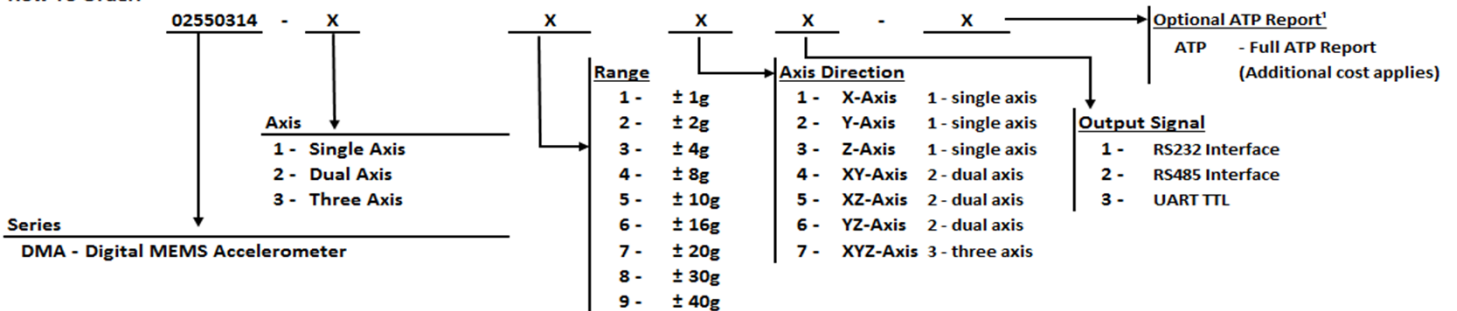 02550314 - X X X X - X
Optional ATP Report¹
ATP - Full ATP Report
(Additional cost applies)
Range
1 - ± 1g
2 - ± 2g
3 - ± 4g
4 - ± 8g
5 - ± 10g
6 - ± 16g
7 - ± 20g
8 - ± 30g
9 - ± 40g
Axis Direction
1 - X-Axis 1 - single axis
2 - Y-Axis 1 - single axis
3 - Z-Axis 1 - single axis
4 - XY-Axis 2 - dual axis
5 - XZ-Axis 2 - dual axis
6 - YZ-Axis 2 - dual axis
7 - XYZ-Axis 3 - three axis
Output Signal
1 - RS232 Interface
2 - RS485 Interface
3 - UART TTL
Axis
1 - Single Axis
2 - Dual Axis
3 - Three Axis
Series
DMA - Digital MEMS Accelerometer